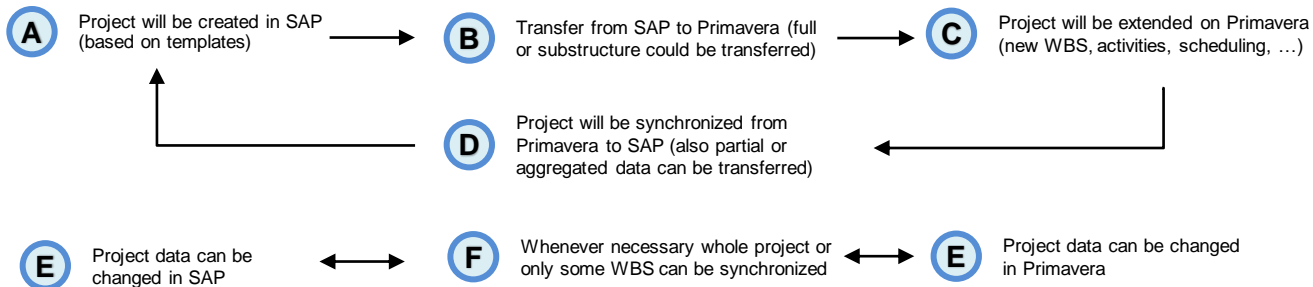 A
Project will be created in SAP
(based on templates)
B
Transfer from SAP to Primavera (full
or substructure could be transferred)
C
Project will be extended on Primavera
(new WBS, activities, scheduling, …)
D
Project will be synchronized from
Primavera to SAP (also partial or
aggregated data can be transferred)
E
Project data can be
changed in SAP
F
Whenever necessary whole project or
only some WBS can be synchronized
E
Project data can be changed
in Primavera